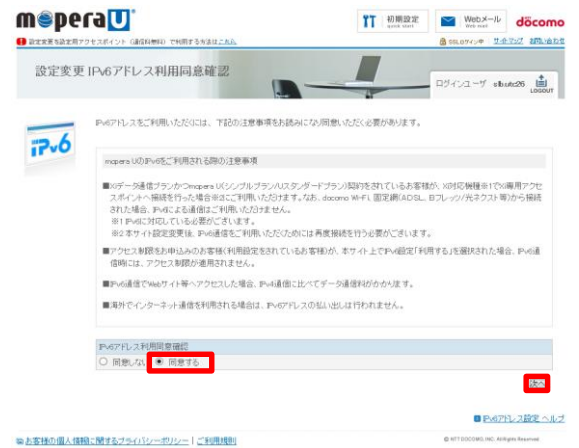 mopera U
初期設定
quick start
Webメール
Web mail
döcomo
設定変更を設定用アクセスポイント(通信料無料)で利用する方法はこちら
SSLログイン中 サイトマップ お問い合わせ
設定変更 IPv6アドレス利用同意確認
ログインユーザ
LOGOUT
IPv6
IPv6アドレスをご利用いただくには、下記の注意事項をお読みになり同意いただく必要があります。
mopera UのIPv6をご利用される際の注意事項
■Xiデータ通信プランかつmopera U(シンプルプラン/Uスタンダードプラン)契約をされているお客様が、Xi対応機種※1でXi専用アクセ
スポイントへ接続を行った場合※2にご利用いただけます。なお、docomo Wi-Fi、固定網(ADSL、Bフレッツ/光ネクスト等)から接続
された場合、IPv6による通信はご利用いただけません。
※1 IPv6に対応している必要がございます。
※2 本サイト設定変更後、IPv6通信をご利用いただくためには再度接続を行う必要がございます。
■アクセス制限をお申込みのお客様(利用設定をされているお客様)が、本サイト上でIPv6設定「利用する」を選択された場合、IPv6通
信時には、アクセス制限が適用されません。
■IPv6通信でWebサイト等へアクセスした場合、IPv4通信に比べてデータ通信料がかかります。
■海外でインターネット通信を利用される場合は、IPv6アドレスの払い出しは行われません。
IPv6アドレス利用同意確認
同意しない 同意する
次へ
IPv6アドレス設定 ヘルプ
お客様の個人情報に関するプライバシーポリシー | ご利用規則
© NTT DOCOMO, INC. All Rights Reserved.